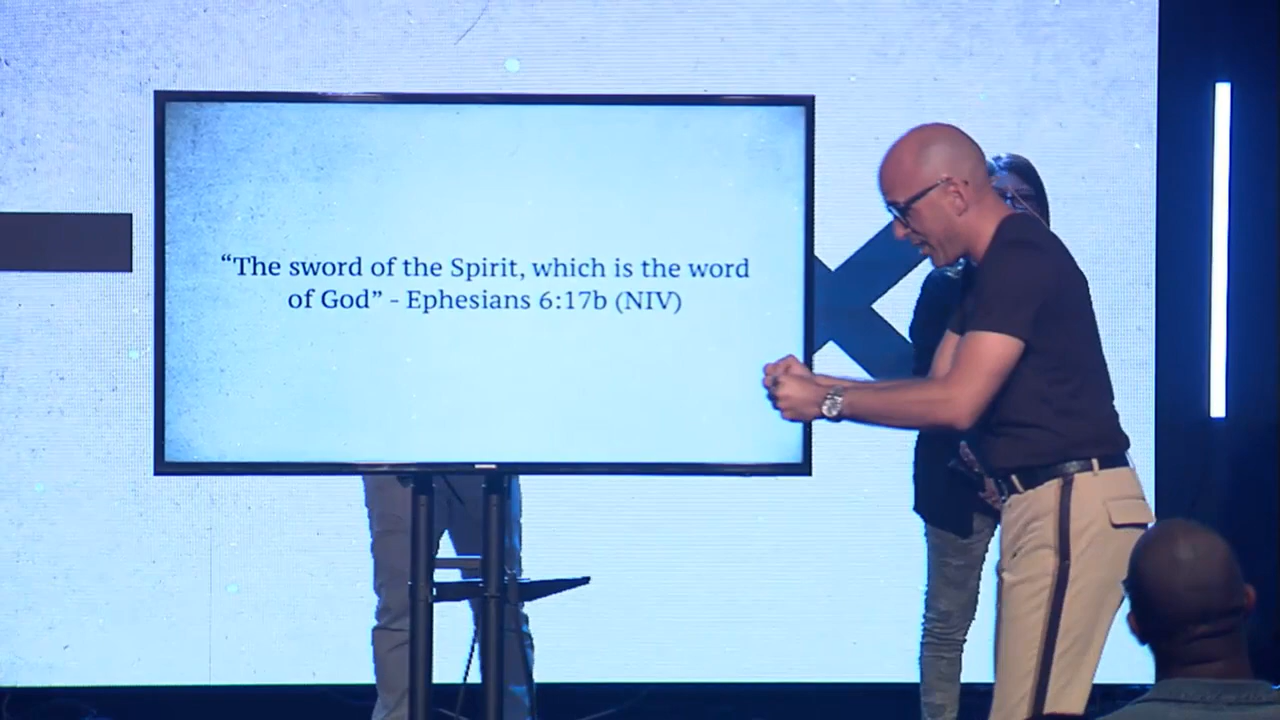 “The sword of the Spirit, which is the word
of God” - Ephesians 6:17b (NIV)